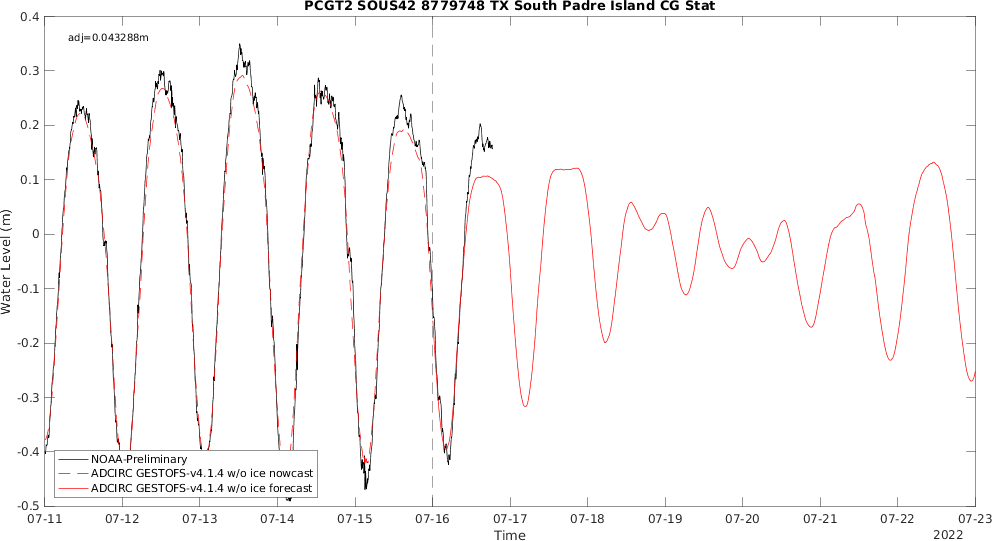 PCGT2 SOUS42 8779748 TX South Padre Island CG Stat
adj=0.043288m
0.4
0.3
0.2
0.1
0
-0.1
-0.2
-0.3
-0.4
-0.5
Water Level (m)
NOAA-Preliminary
ADCIRC GESTOFS-v4.1.4 w/o ice nowcast
ADCIRC GESTOFS-v4.1.4 w/o ice forecast
07-11 07-12 07-13 07-14 07-15 07-16 07-17 07-18 07-19 07-20 07-21 07-22 07-23
Time
2022